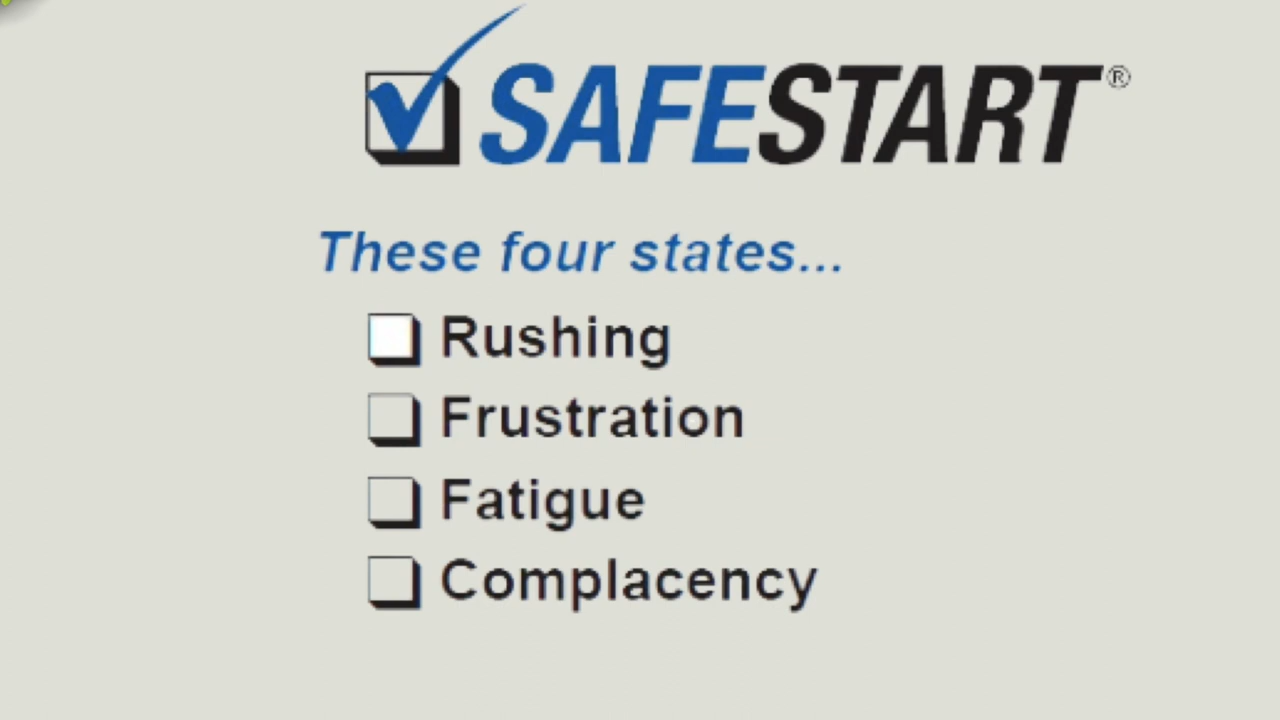 SAFESTART®
These four states...
Rushing
Frustration
Fatigue
Complacency